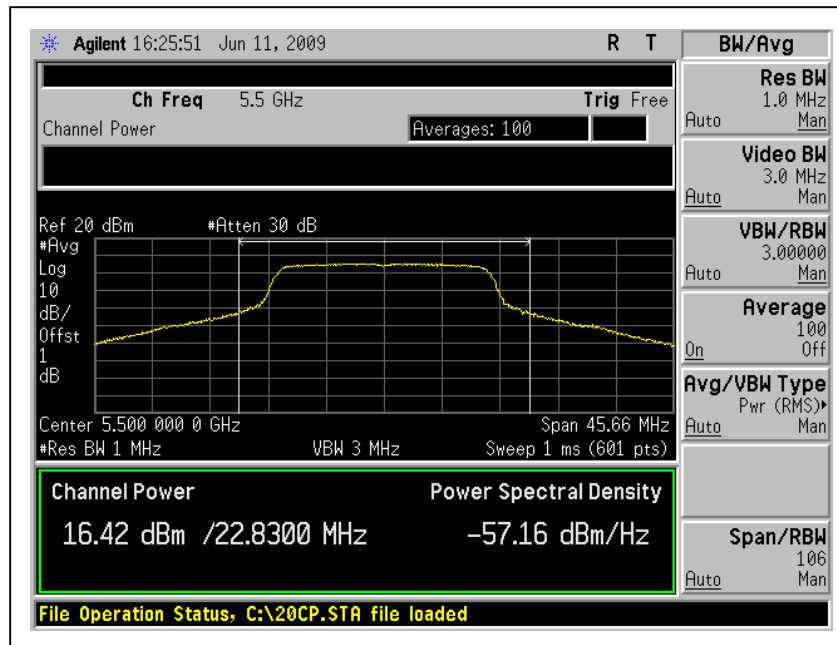 Agilent 16:25:51 Jun 11, 2009 R T
BW/Avg
Ch Freq 5.5 GHz Trig Free
Channel Power Averages: 100
Ref 20 dBm #Atten 30 dB
#Avg
Log
10
dB/
Offst
1
dB
Center 5.500 000 0 GHz Span 45.66 MHz
#Res BW 1 MHz VBW 3 MHz Sweep 1 ms (601 pts)
Channel Power Power Spectral Density
16.42 dBm /22.8300 MHz -57.16 dBm/Hz
File Operation Status, C:\20CP.STA file loaded
Res BW
1.0 MHz
Auto Man
Video BW
3.0 MHz
Auto Man
VBW/RBW
3.00000
Auto Man
Average
100
On Off
Avg/VBW Type
Pwr (RMS)▸
Auto Man
Span/RBW
106
Auto Man